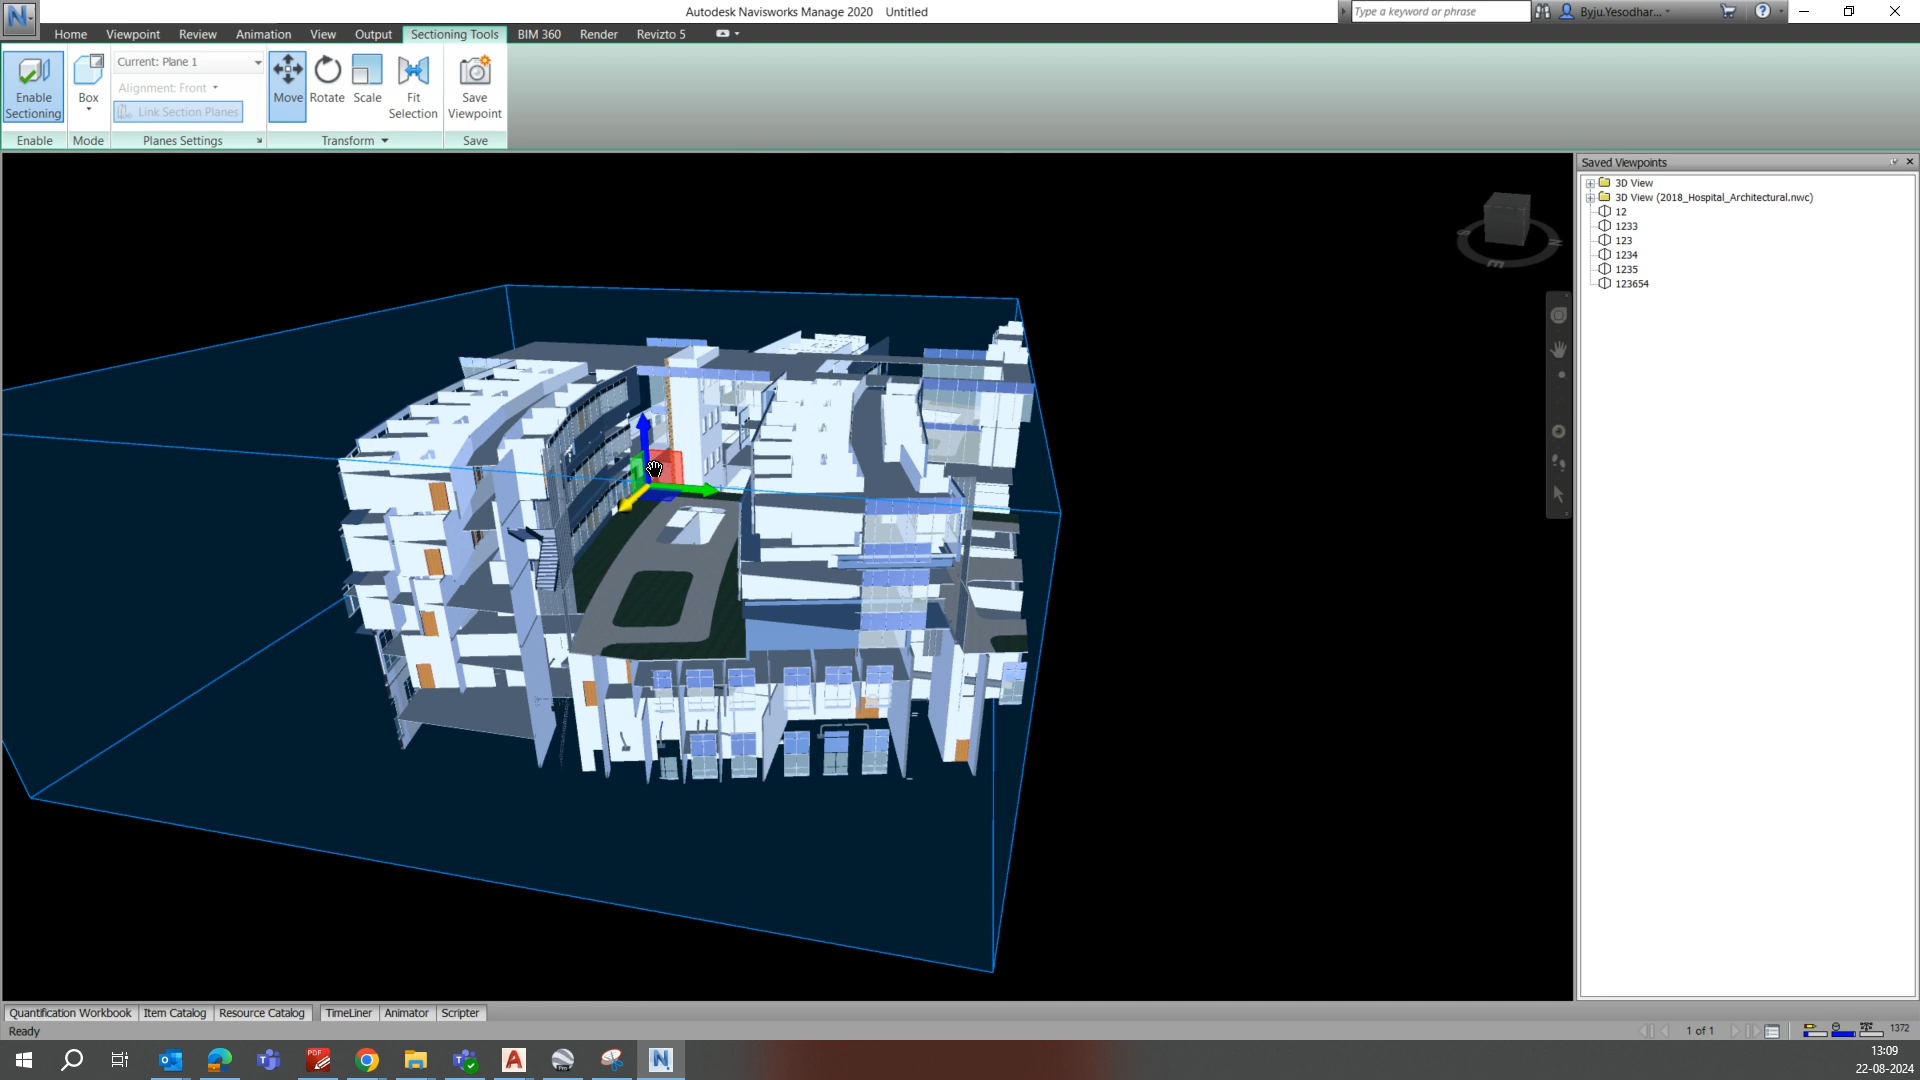 Autodesk Navisworks Manage 2020 Untitled
Type a keyword or phrase
Byju.Yesodhar...
Home Viewpoint Review Animation View Output Sectioning Tools BIM 360 Render Revizto 5
Enable Sectioning
Box
Current: Plane 1
Alignment: Front
Link Section Planes
Move Rotate Scale
Fit Selection
Save Viewpoint
Enable Mode Planes Settings Transform Save
Saved Viewpoints
3D View
3D View (2018_Hospital_Architectural.nwc)
12
1233
123
1234
1235
123654
S N
E
Quantification Workbook Item Catalog Resource Catalog TimeLiner Animator Scripter
Ready
1 of 1
1372
PDF
Pro
13:09
22-08-2024